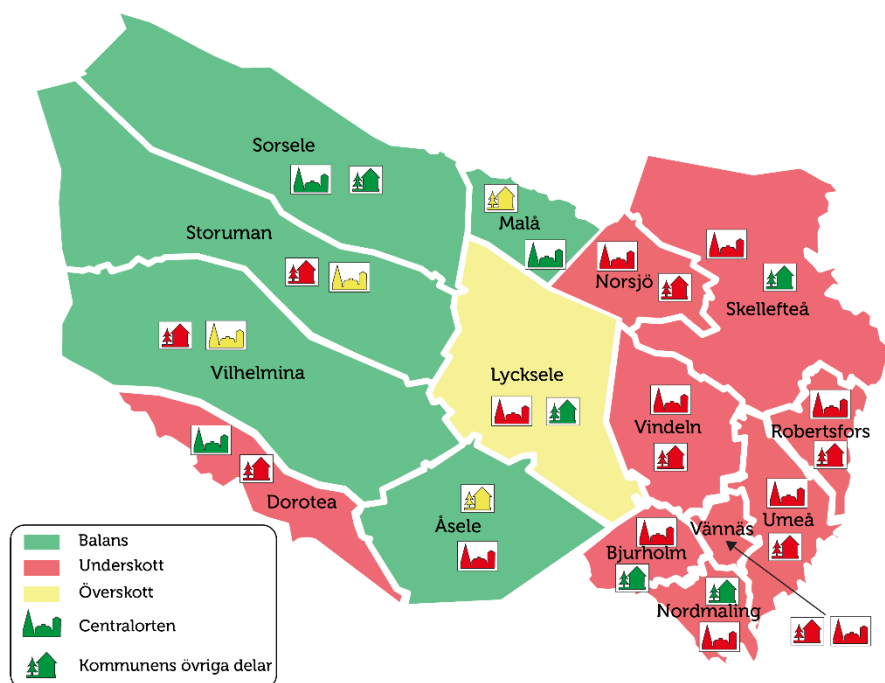 Sorsele
Malå
Storuman
Norsjö
Skellefteå
Vilhelmina
Lycksele
Vindeln
Robertsfors
Dorotea
Åsele
Umeå
Vännäs
Bjurholm
Nordmaling
Balans
Underskott
Överskott
Centralorten
Kommunens övriga delar